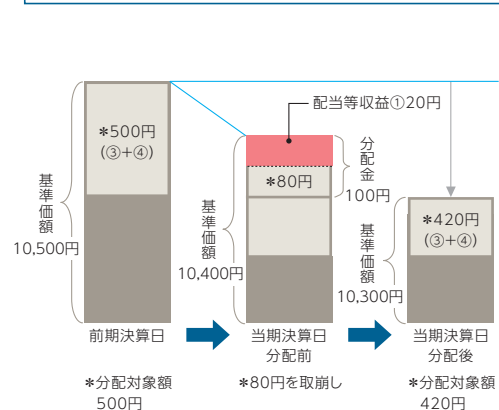 配当等収益①20円
*500円
(③+④)
基準価額
10,500円
*80円
分配金
100円
基準価額
10,400円
*420円
(③+④)
基準価額
10,300円
前期決算日
当期決算日
分配前
当期決算日
分配後
*分配対象額
500円
*80円を取崩し
*分配対象額
420円